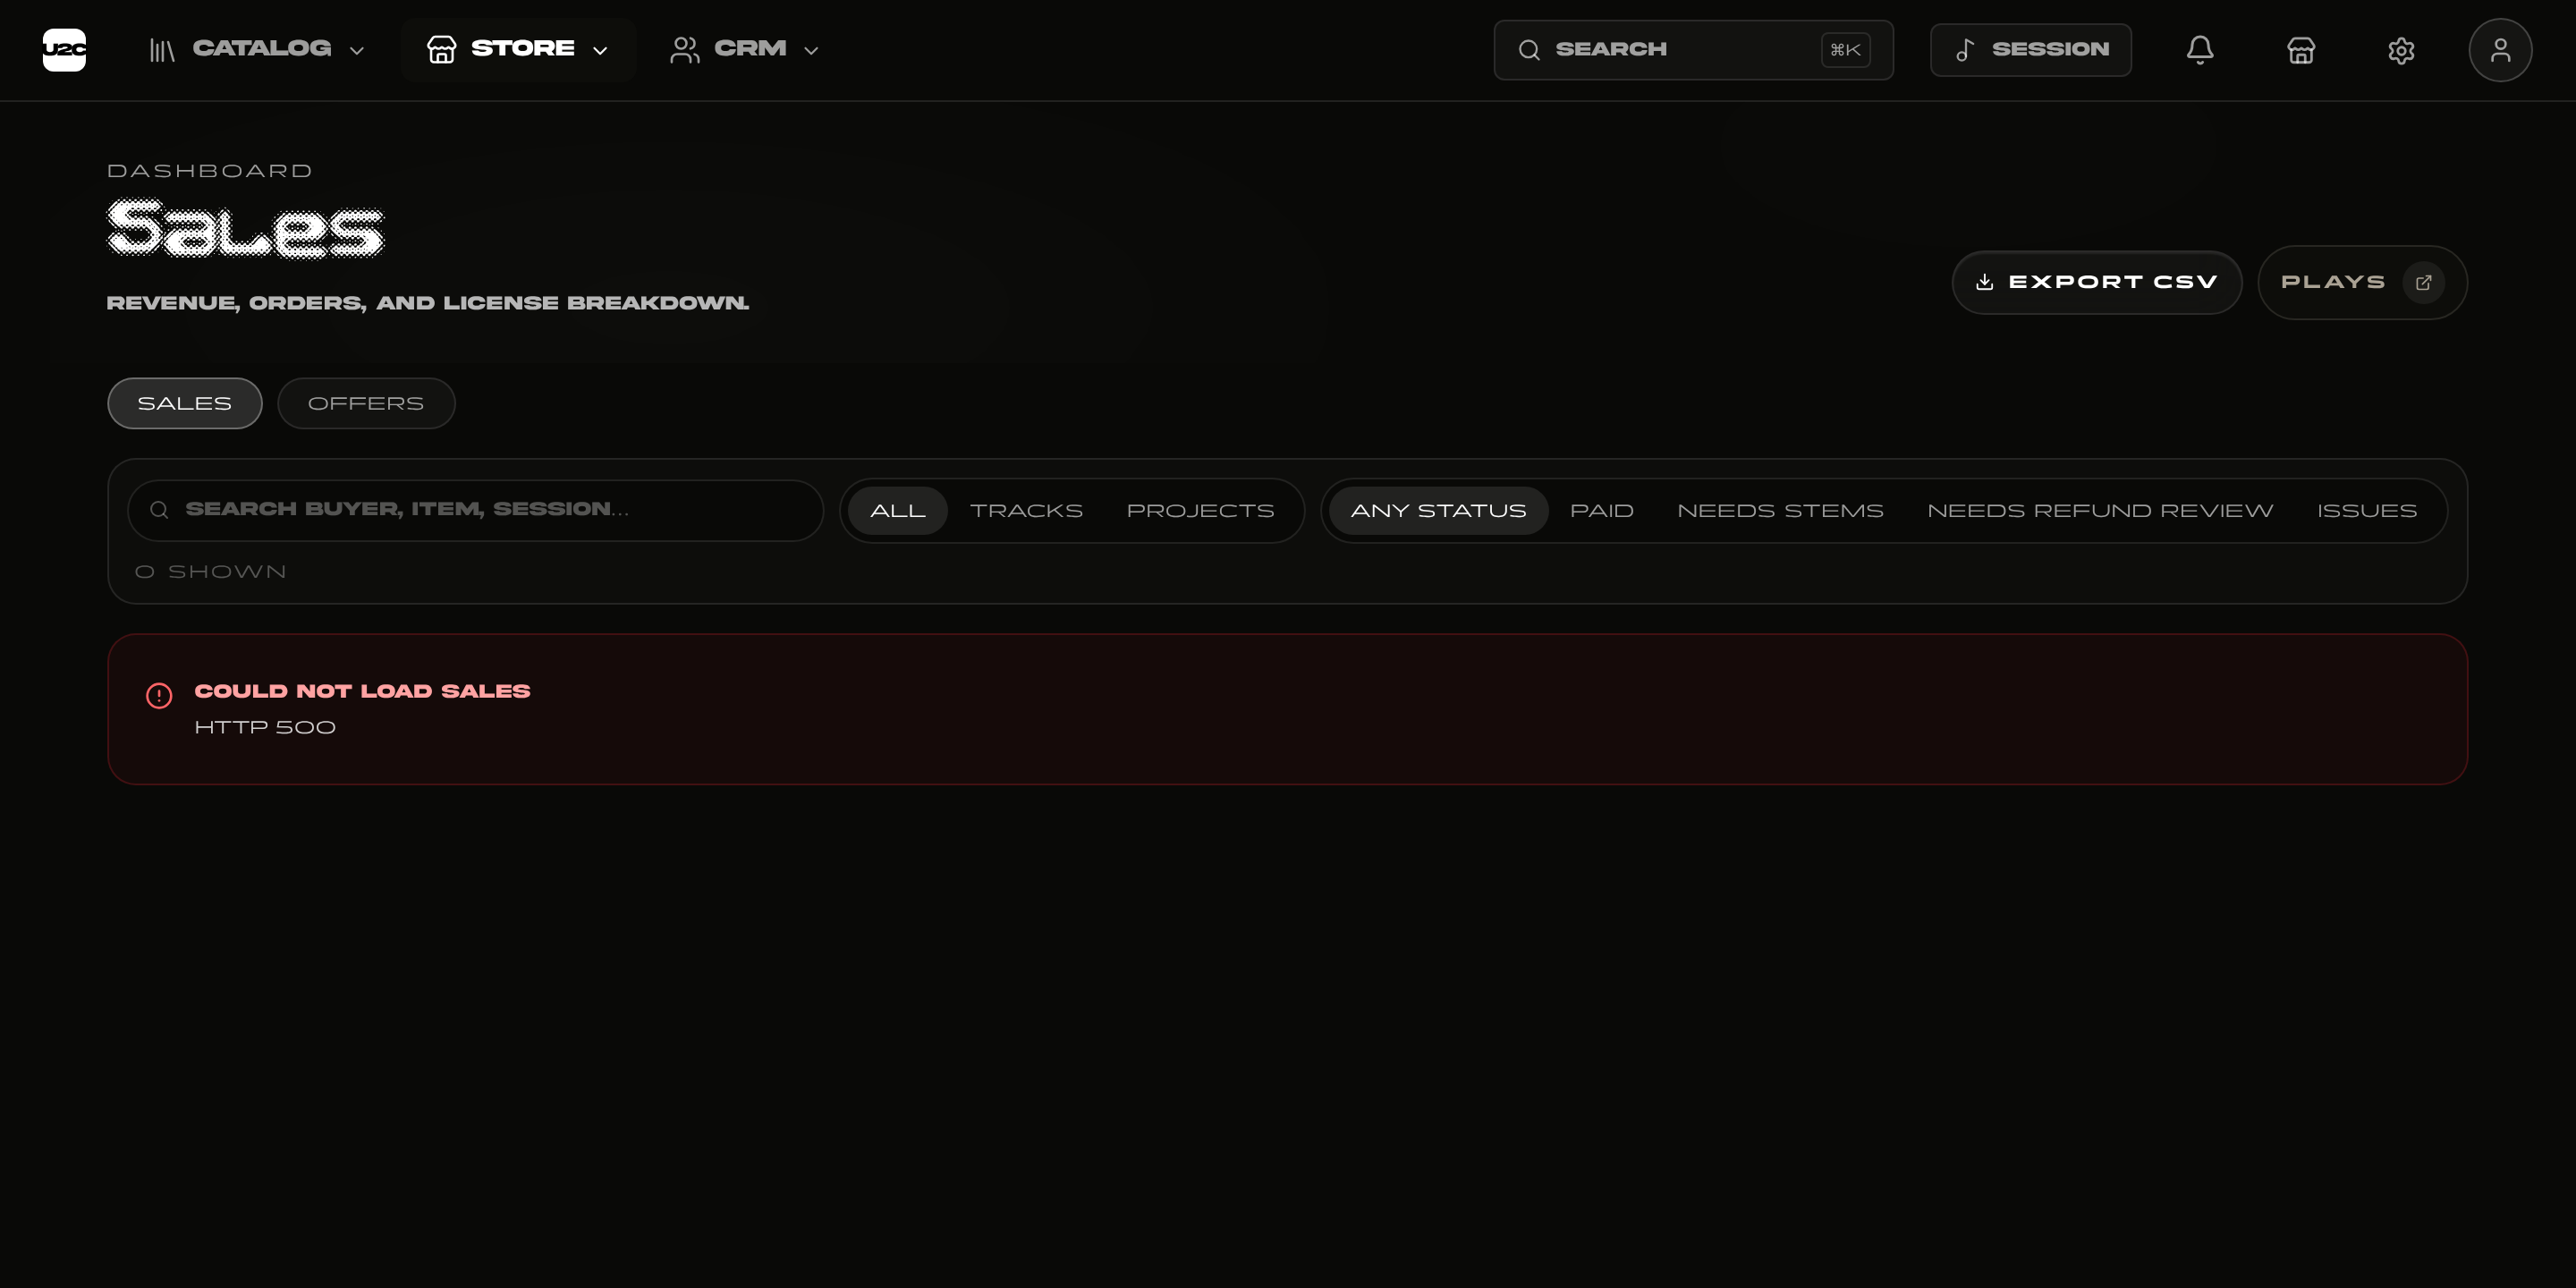 U2C
CATALOG
STORE
CRM
SEARCH
⌘K
SESSION
DASHBOARD
Sales
REVENUE, ORDERS, AND LICENSE BREAKDOWN.
EXPORT CSV
PLAYS
SALES
OFFERS
SEARCH BUYER, ITEM, SESSION...
ALL
TRACKS
PROJECTS
ANY STATUS
PAID
NEEDS STEMS
NEEDS REFUND REVIEW
ISSUES
0 SHOWN
COULD NOT LOAD SALES
HTTP 500